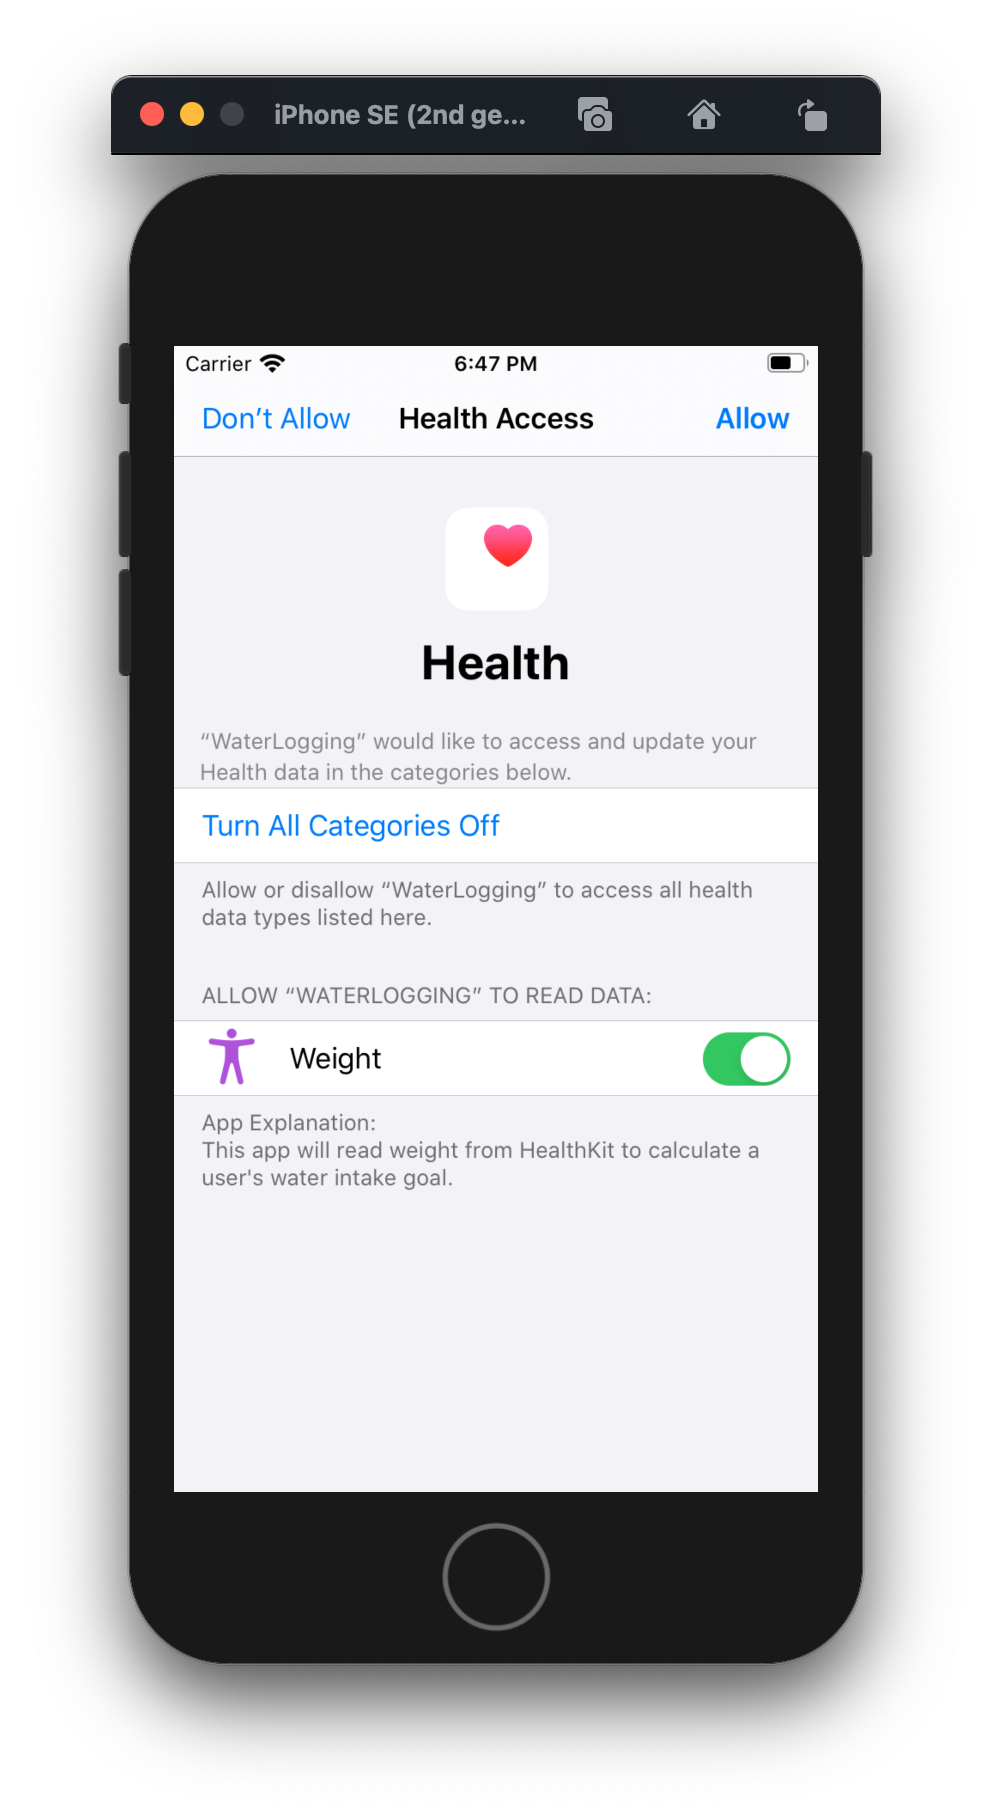 iPhone SE (2nd ge...
Carrier 6:47 PM
Don’t Allow Health Access Allow
Health
“WaterLogging” would like to access and update your
Health data in the categories below.
Turn All Categories Off
Allow or disallow “WaterLogging” to access all health
data types listed here.
ALLOW “WATERLOGGING” TO READ DATA:
Weight
App Explanation:
This app will read weight from HealthKit to calculate a
user's water intake goal.